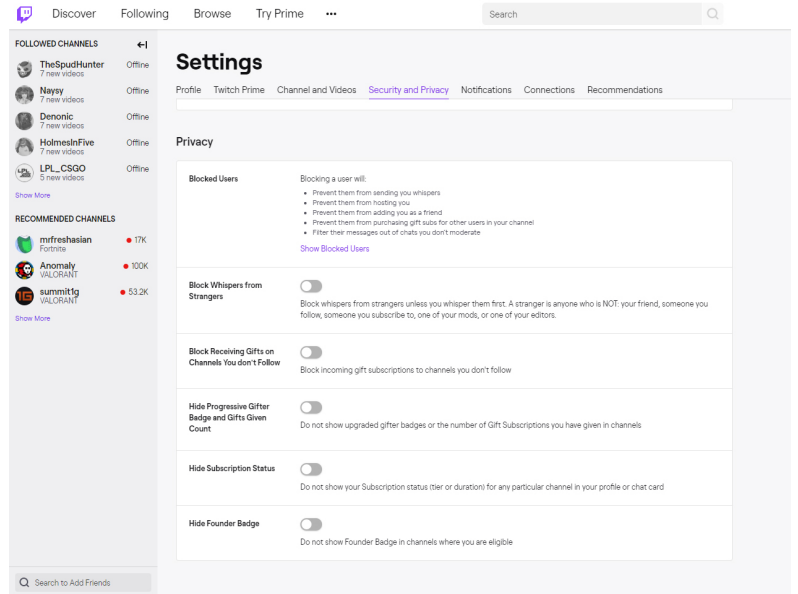 Discover Following Browse Try Prime ••• Search
FOLLOWED CHANNELS
TheSpudHunter Offline
7 new videos
Naysy Offline
7 new videos
Denonic Offline
7 new videos
HolmesInFive Offline
7 new videos
LPL_CSGO Offline
5 new videos
Show More
RECOMMENDED CHANNELS
mrfreshasian 17K
Fortnite
Anomaly 100K
VALORANT
summit1g 53.2K
VALORANT
Show More
Search to Add Friends
Settings
Profile Twitch Prime Channel and Videos Security and Privacy Notifications Connections Recommendations
Privacy
Blocked Users
Blocking a user will:
• Prevent them from sending you whispers
• Prevent them from hosting you
• Prevent them from adding you as a friend
• Prevent them from purchasing gift subs for other users in your channel
• Filter their messages out of chats you don't moderate
Show Blocked Users
Block Whispers from
Strangers
Block whispers from strangers unless you whisper them first. A stranger is anyone who is NOT: your friend, someone you
follow, someone you subscribe to, one of your mods, or one of your editors.
Block Receiving Gifts on
Channels You don't Follow
Block incoming gift subscriptions to channels you don't follow
Hide Progressive Gifter
Badge and Gifts Given
Count
Do not show upgraded gifter badges or the number of Gift Subscriptions you have given in channels
Hide Subscription Status
Do not show your Subscription status (tier or duration) for any particular channel in your profile or chat card
Hide Founder Badge
Do not show Founder Badge in channels where you are eligible